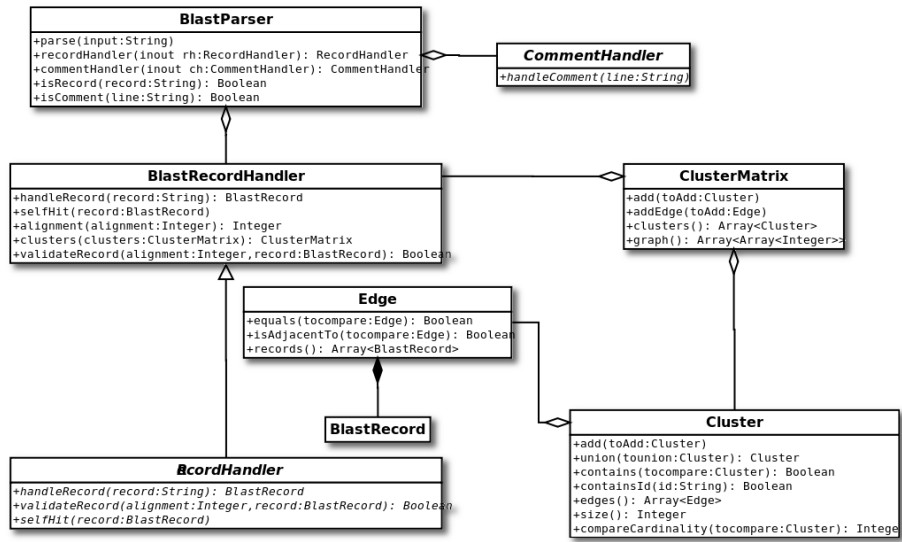 BlastParser
+parse(input:String)
+recordHandler(inout rh:RecordHandler): RecordHandler
+commentHandler(inout ch:CommentHandler): CommentHandler
+isRecord(record:String): Boolean
+isComment(line:String): Boolean
CommentHandler
+handleComment(line:String)
BlastRecordHandler
+handleRecord(record:String): BlastRecord
+selfHit(record:BlastRecord)
+alignment(alignment:Integer): Integer
+clusters(clusters:ClusterMatrix): ClusterMatrix
+validateRecord(alignment:Integer,record:BlastRecord): Boolean
ClusterMatrix
+add(toAdd:Cluster)
+addEdge(toAdd:Edge)
+clusters(): Array<Cluster>
+graph(): Array<Array<Integer>>
Edge
+equals(tocompare:Edge): Boolean
+isAdjacentTo(tocompare:Edge): Boolean
+records(): Array<BlastRecord>
BlastRecord
Cluster
+add(toAdd:Cluster)
+union(tounion:Cluster): Cluster
+contains(tocompare:Cluster): Boolean
+containsId(id:String): Boolean
+edges(): Array<Edge>
+size(): Integer
+compareCardinality(tocompare:Cluster): Intege
+handleRecord(record:String): BlastRecord
+validateRecord(alignment:Integer,record:BlastRecord): Boolean
+selfHit(record:BlastRecord)